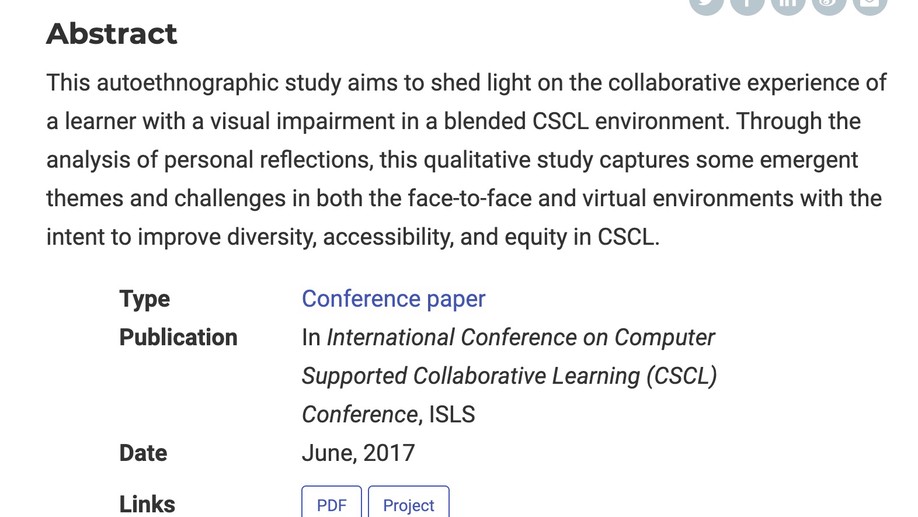 Abstract
This autoethnographic study aims to shed light on the collaborative experience of
a learner with a visual impairment in a blended CSCL environment. Through the
analysis of personal reflections, this qualitative study captures some emergent
themes and challenges in both the face-to-face and virtual environments with the
intent to improve diversity, accessibility, and equity in CSCL.
Type Conference paper
Publication In International Conference on Computer
Supported Collaborative Learning (CSCL)
Conference, ISLS
Date June, 2017
Links PDF Project